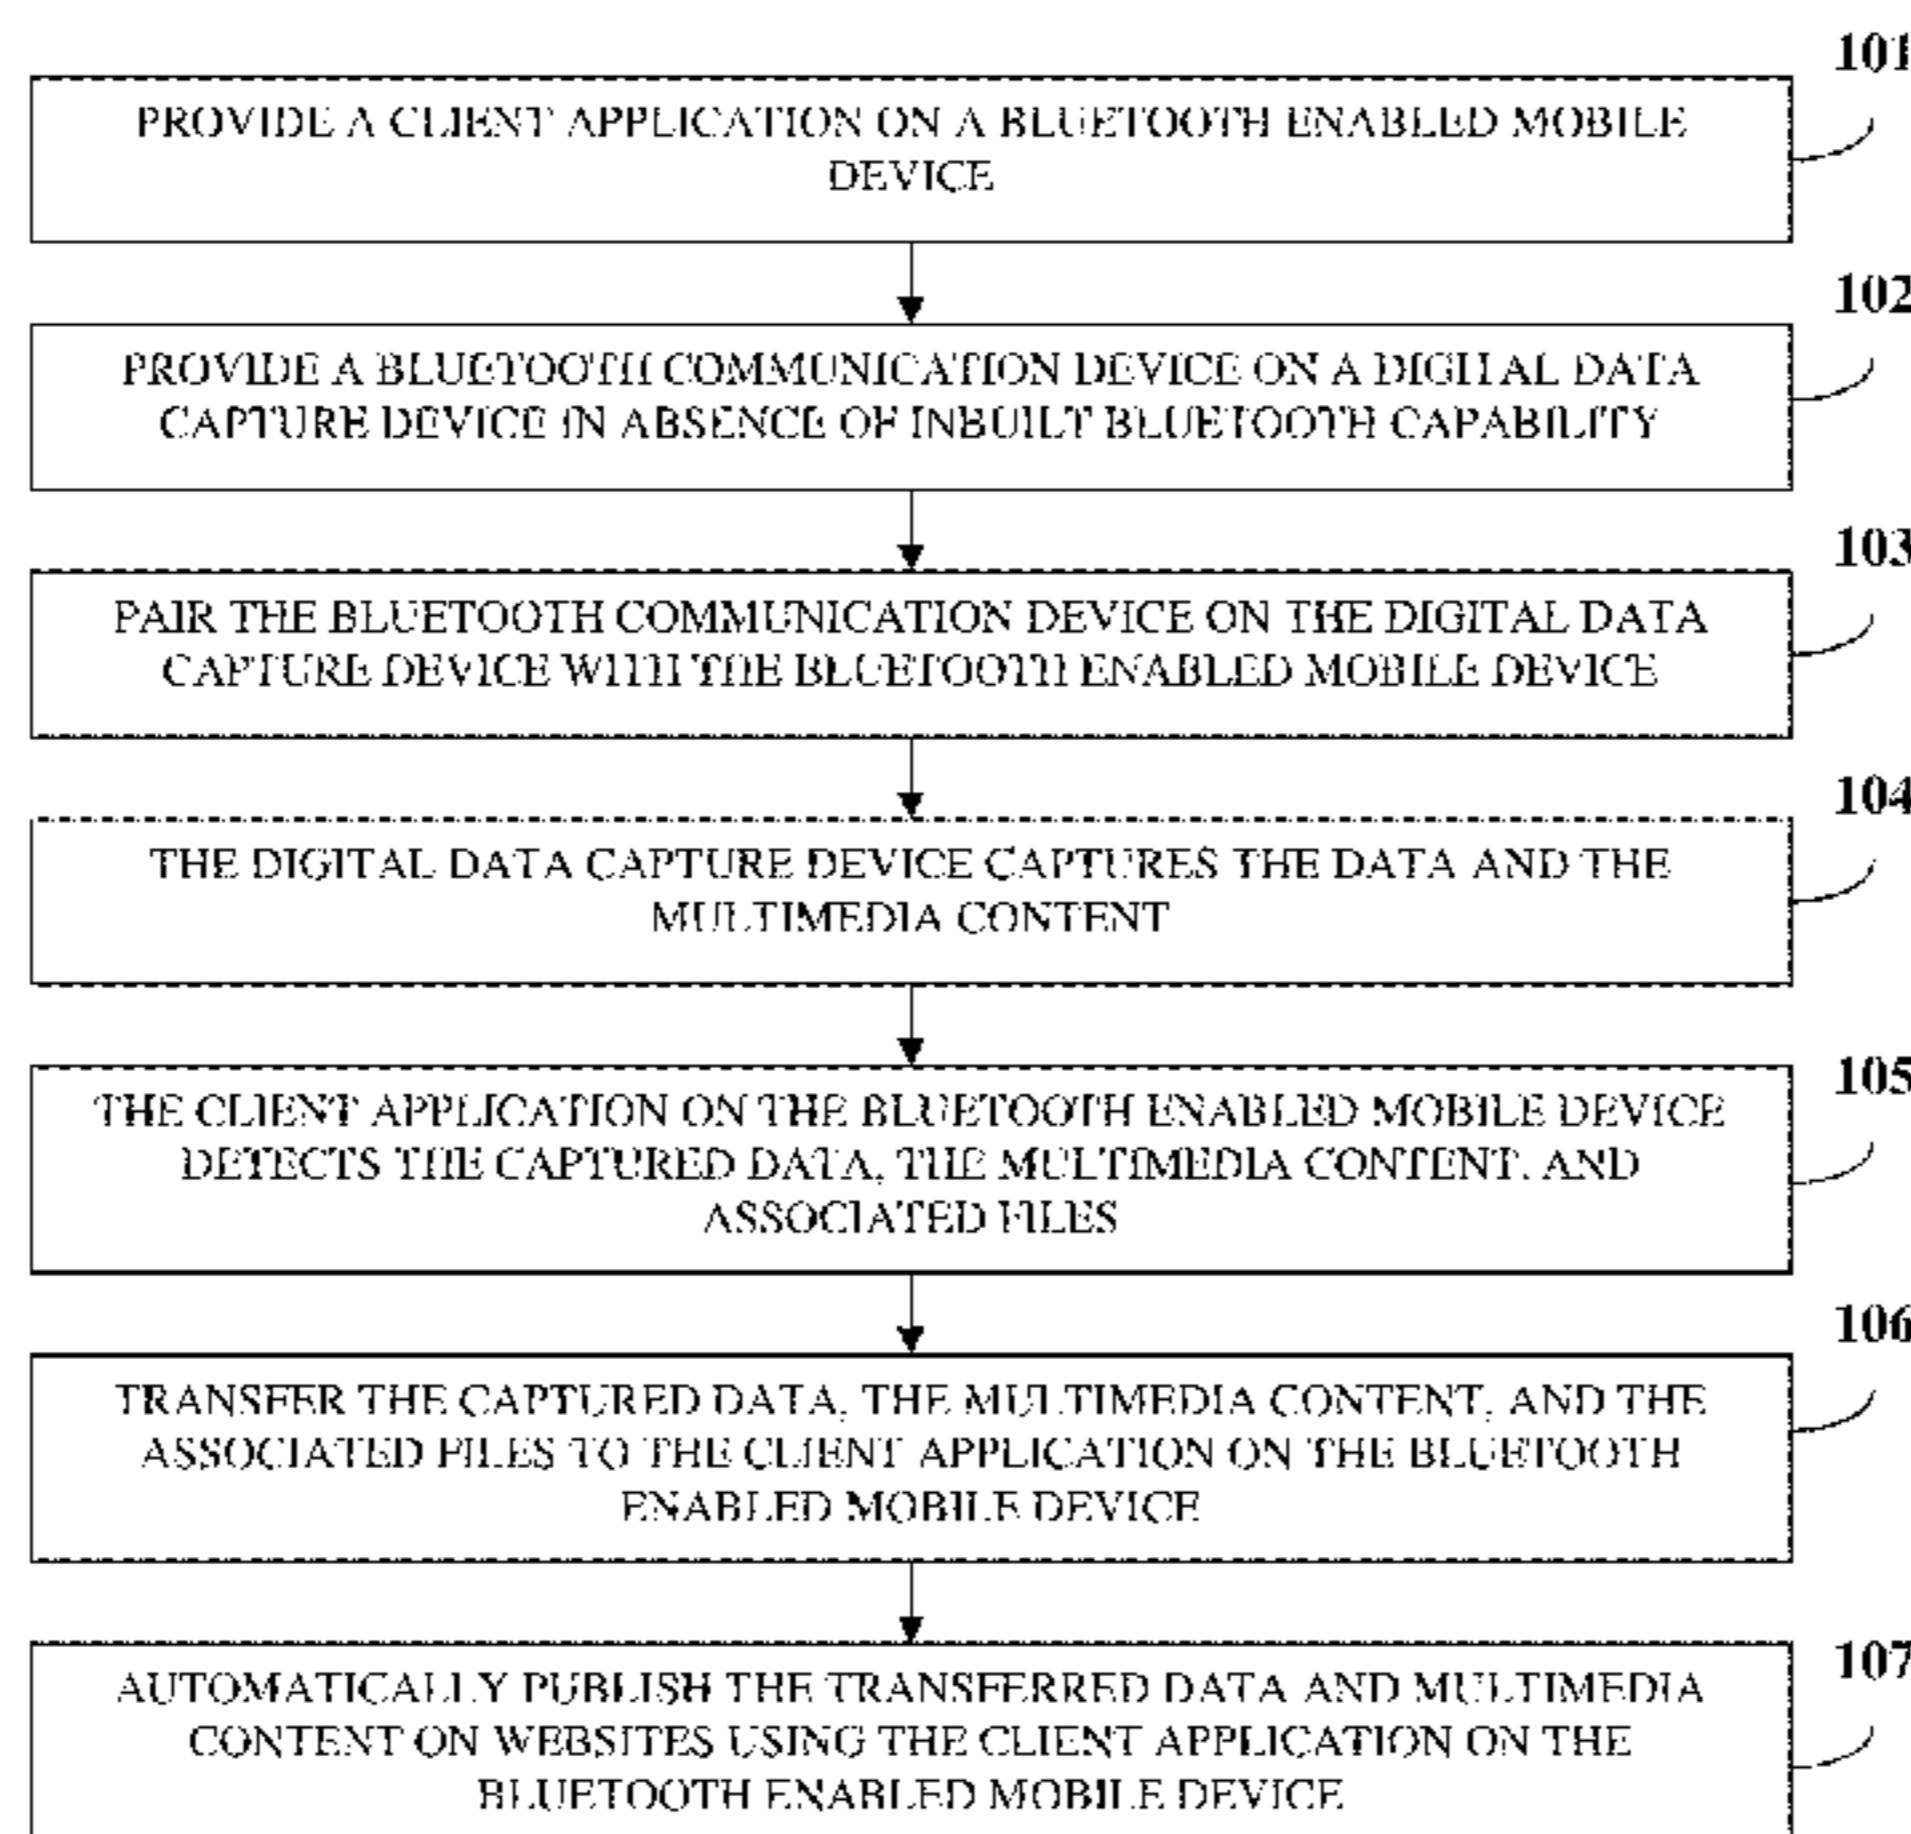 101
PROVIDE A CLIENT APPLICATION ON A BLUETOOTH ENABLED MOBILE
DEVICE
102
PROVIDE A BLUETOOTH COMMUNICATION DEVICE ON A DIGITAL DATA
CAPTURE DEVICE IN ABSENCE OF INBUILT BLUETOOTH CAPABILITY
103
PAIR THE BLUETOOTH COMMUNICATION DEVICE ON THE DIGITAL DATA
CAPTURE DEVICE WITH THE BLUETOOTH ENABLED MOBILE DEVICE
104
THE DIGITAL DATA CAPTURE DEVICE CAPTURES THE DATA AND THE
MULTIMEDIA CONTENT
105
THE CLIENT APPLICATION ON THE BLUETOOTH ENABLED MOBILE DEVICE
DETECTS THE CAPTURED DATA, THE MULTIMEDIA CONTENT, AND
ASSOCIATED FILES
106
TRANSFER THE CAPTURED DATA, THE MULTIMEDIA CONTENT, AND THE
ASSOCIATED FILES TO THE CLIENT APPLICATION ON THE BLUETOOTH
ENABLED MOBILE DEVICE
107
AUTOMATICALLY PUBLISH THE TRANSFERRED DATA AND MULTIMEDIA
CONTENT ON WEBSITES USING THE CLIENT APPLICATION ON THE
BLUETOOTH ENABLED MOBILE DEVICE